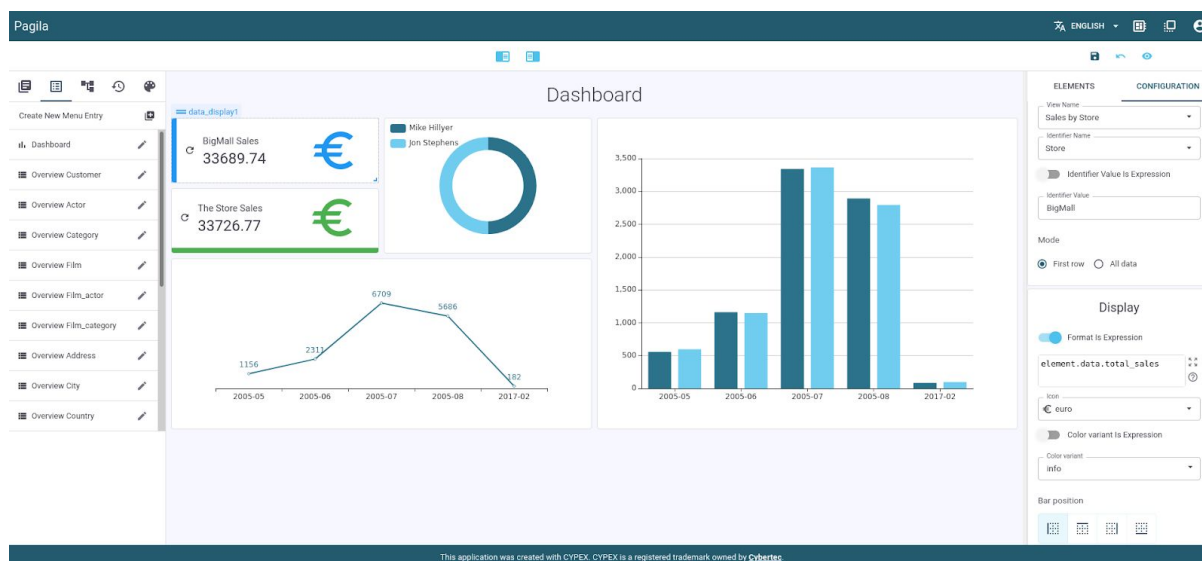 Pagila
ENGLISH
ELEMENTS
CONFIGURATION
Create New Menu Entry
Dashboard
Overview Customer
Overview Actor
Overview Category
Overview Film
Overview Film_actor
Overview Film_category
Overview Address
Overview City
Overview Country
Dashboard
data_display1
BigMall Sales
33689.74
The Store Sales
33726.77
Mike Hillyer
Jon Stephens
1156
2311
6709
5686
182
2005-05 2005-06 2005-07 2005-08 2017-02
3,500
3,000
2,500
2,000
1,500
1,000
500
0
2005-05 2005-06 2005-07 2005-08 2017-02
View Name
Sales by Store
Identifier Name
Store
Identifier Value Is Expression
Identifier Value
BigMall
Mode
First row All data
Display
Format Is Expression
element.data.total_sales
Icon
euro
Color variant Is Expression
Color variant
info
Bar position
This application was created with CYPEX. CYPEX is a registered trademark owned by Cybertec.